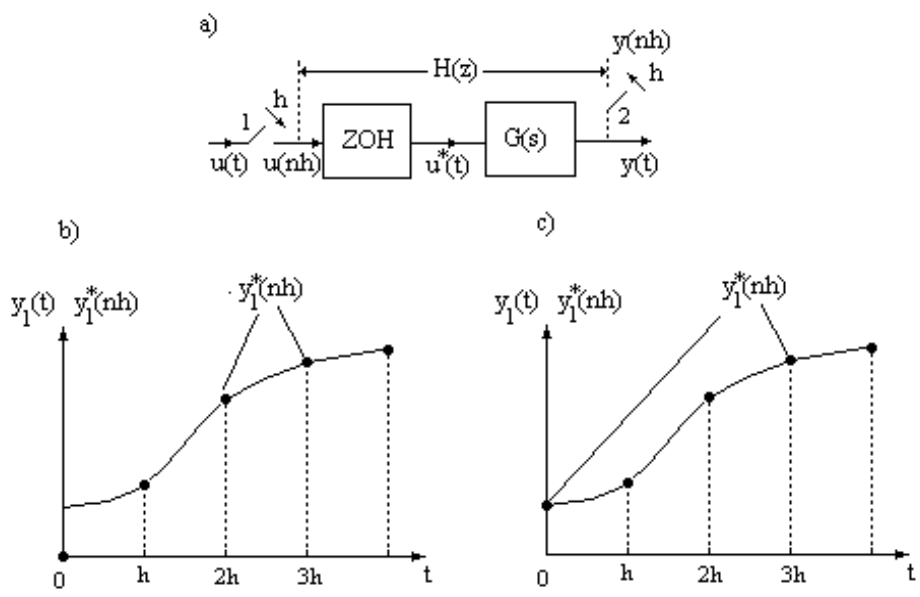 a)
y(nh)
H(z)
h
h
1
2
ZOH
G(s)
u(t)
u(nh)
u*(t)
y(t)
b)
c)
y₁(t) y₁*(nh)
y₁*(nh)
y₁(t) y₁*(nh)
y₁*(nh)
0 h 2h 3h t
0 h 2h 3h t